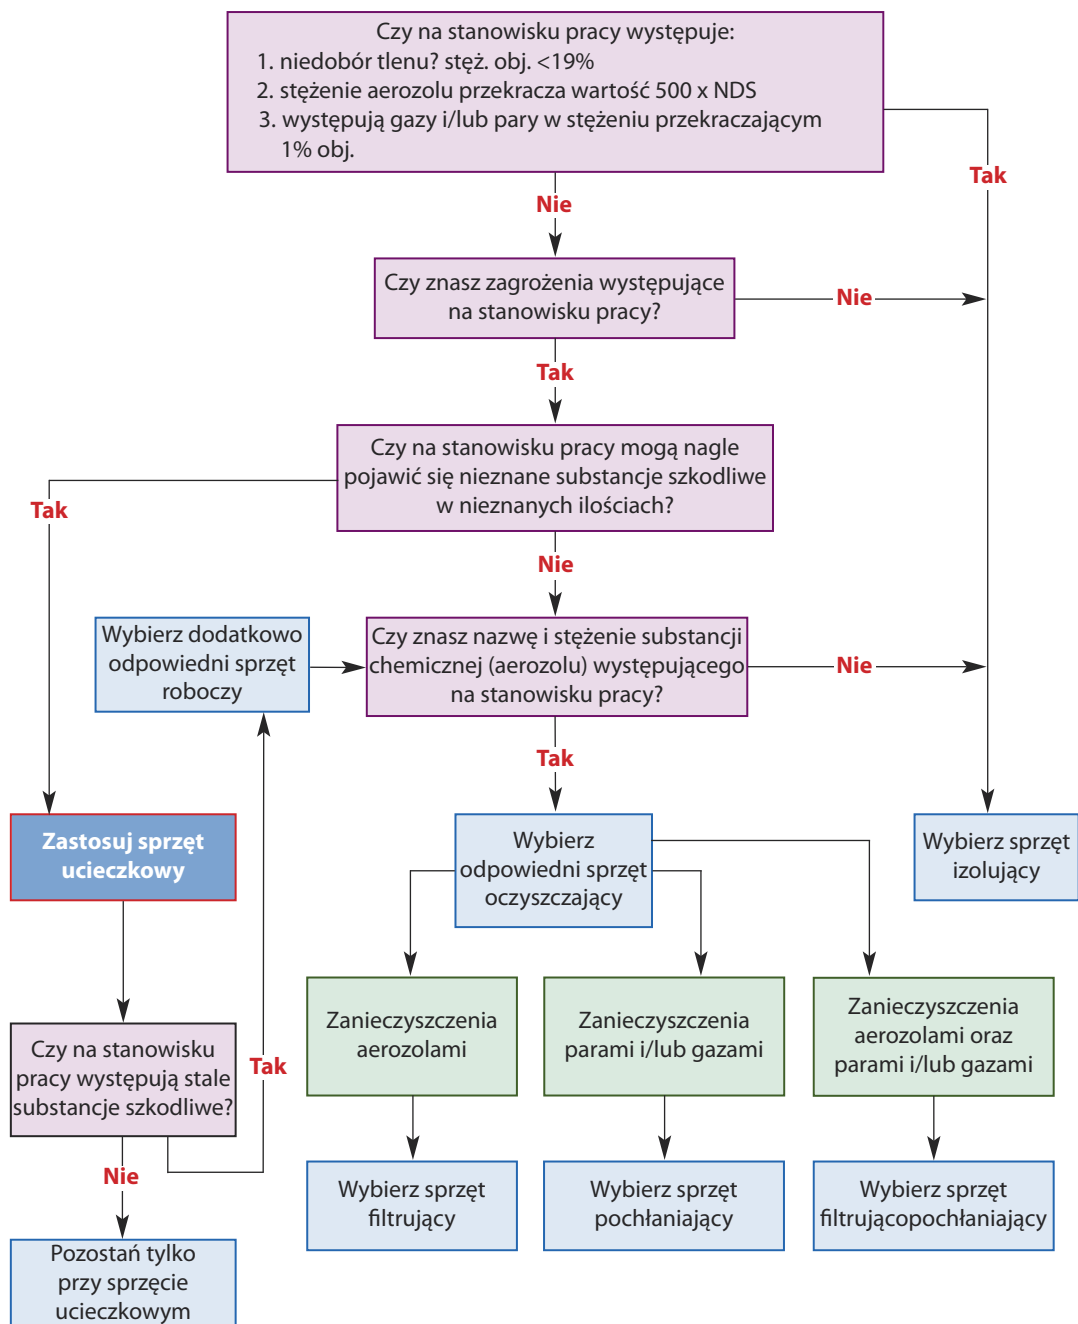 Czy na stanowisku pracy występuje:
1. niedobór tlenu? stęż. obj. <19%
2. stężenie aerozolu przekracza wartość 500 x NDS
3. występują gazy i/lub pary w stężeniu przekraczającym
1% obj.
Tak
Nie
Czy znasz zagrożenia występujące
na stanowisku pracy?
Nie
Tak
Czy na stanowisku pracy mogą nagle
pojawić się nieznane substancje szkodliwe
w nieznanych ilościach?
Tak
Nie
Wybierz dodatkowo
odpowiedni sprzęt
roboczy
Czy znasz nazwę i stężenie substancji
chemicznej (aerozolu) występującego
na stanowisku pracy?
Nie
Tak
Zastosuj sprzęt
ucieczkowy
Wybierz
odpowiedni sprzęt
oczyszczający
Wybierz sprzęt
izolujący
Zanieczyszczenia
aerozolami
Zanieczyszczenia
parami i/lub gazami
Zanieczyszczenia
aerozolami oraz
parami i/lub gazami
Czy na stanowisku
pracy występują stale
substancje szkodliwe?
Tak
Nie
Wybierz sprzęt
filtrujący
Wybierz sprzęt
pochłaniający
Wybierz sprzęt
filtrującopochłaniający
Pozostań tylko
przy sprzęcie
ucieczkowym